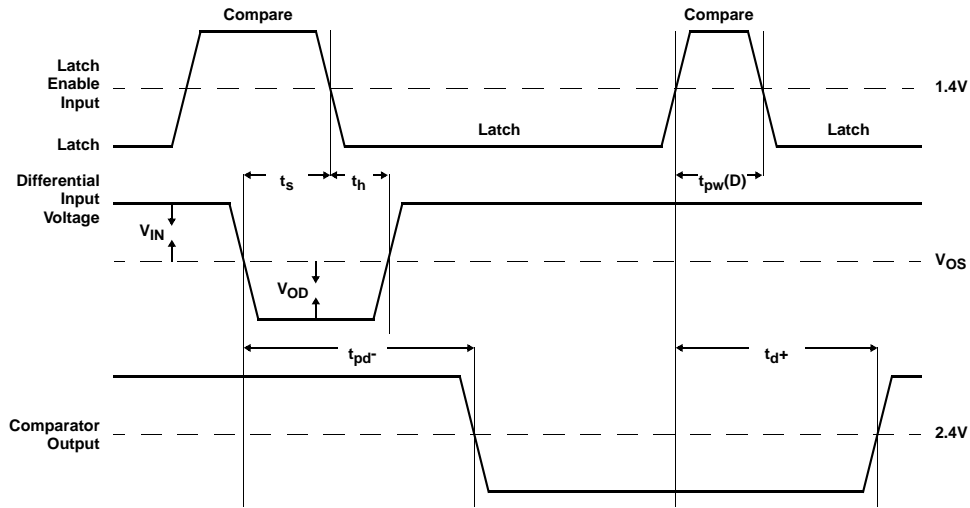 Compare
Compare
Latch
Enable
Input
1.4V
Latch
Latch
Latch
Differential
Input
Voltage
ts
th
tpw(D)
VIN
VOS
VOD
tpd-
td+
Comparator
Output
2.4V